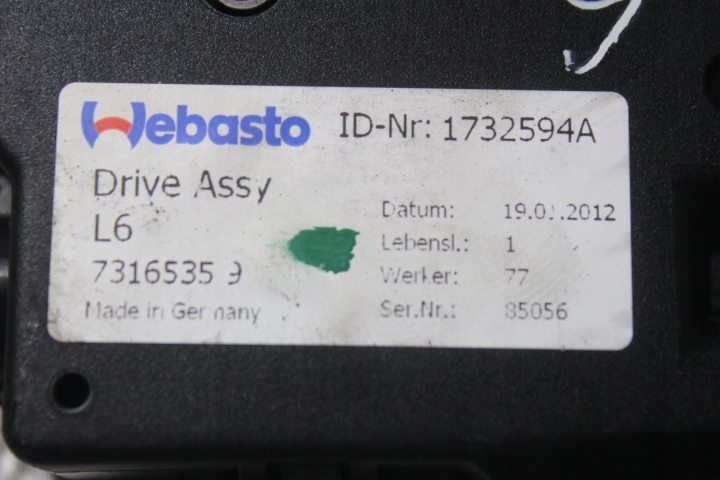 Webasto ID-Nr: 1732594A
Drive Assy
L6
7316535 9
Made in Germany
Datum:
Lebensl.: 1
Werker: 77
Ser.Nr.: 85056